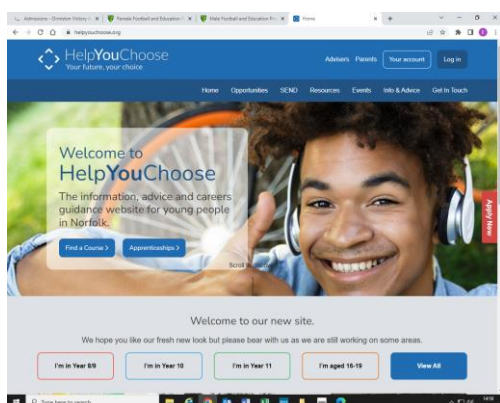 Admissions - Ormiston Victory
Female Football and Education
Male Football and Education Pro
Home
helpyouchoose.org
HelpYouChoose
Your future, your choice
Advisers Parents Your account Log in
Home Opportunities SEND Resources Events Info & Advice Get In Touch
Welcome to
HelpYouChoose
The information, advice and careers
guidance website for young people
in Norfolk.
Find a Course > Apprenticeships >
Apply Now
Welcome to our new site.
We hope you like our fresh new look but please bear with us as we are still working on some areas.
I'm in Year 8/9 I'm in Year 10 I'm in Year 11 I'm aged 16-19 View All
Type here to search